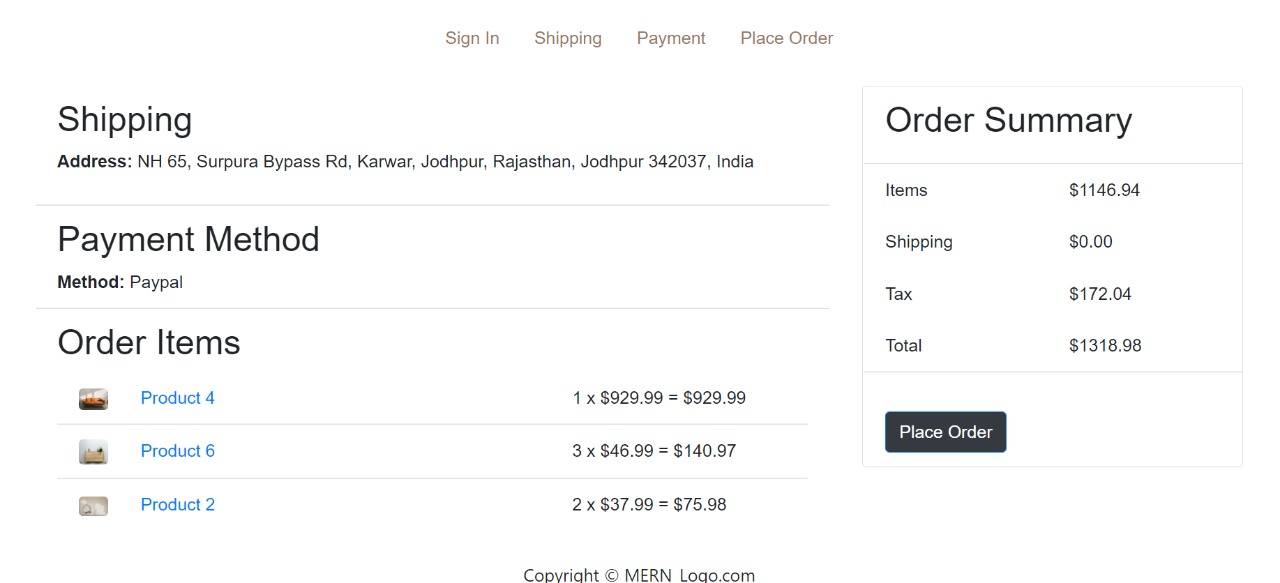 Sign In Shipping Payment Place Order
Shipping
Address: NH 65, Surpura Bypass Rd, Karwar, Jodhpur, Rajasthan, Jodhpur 342037, India
Payment Method
Method: Paypal
Order Items
Product 4 1 x $929.99 = $929.99
Product 6 3 x $46.99 = $140.97
Product 2 2 x $37.99 = $75.98
Order Summary
Items $1146.94
Shipping $0.00
Tax $172.04
Total $1318.98
Place Order
Copyright © MERN_Logo.com